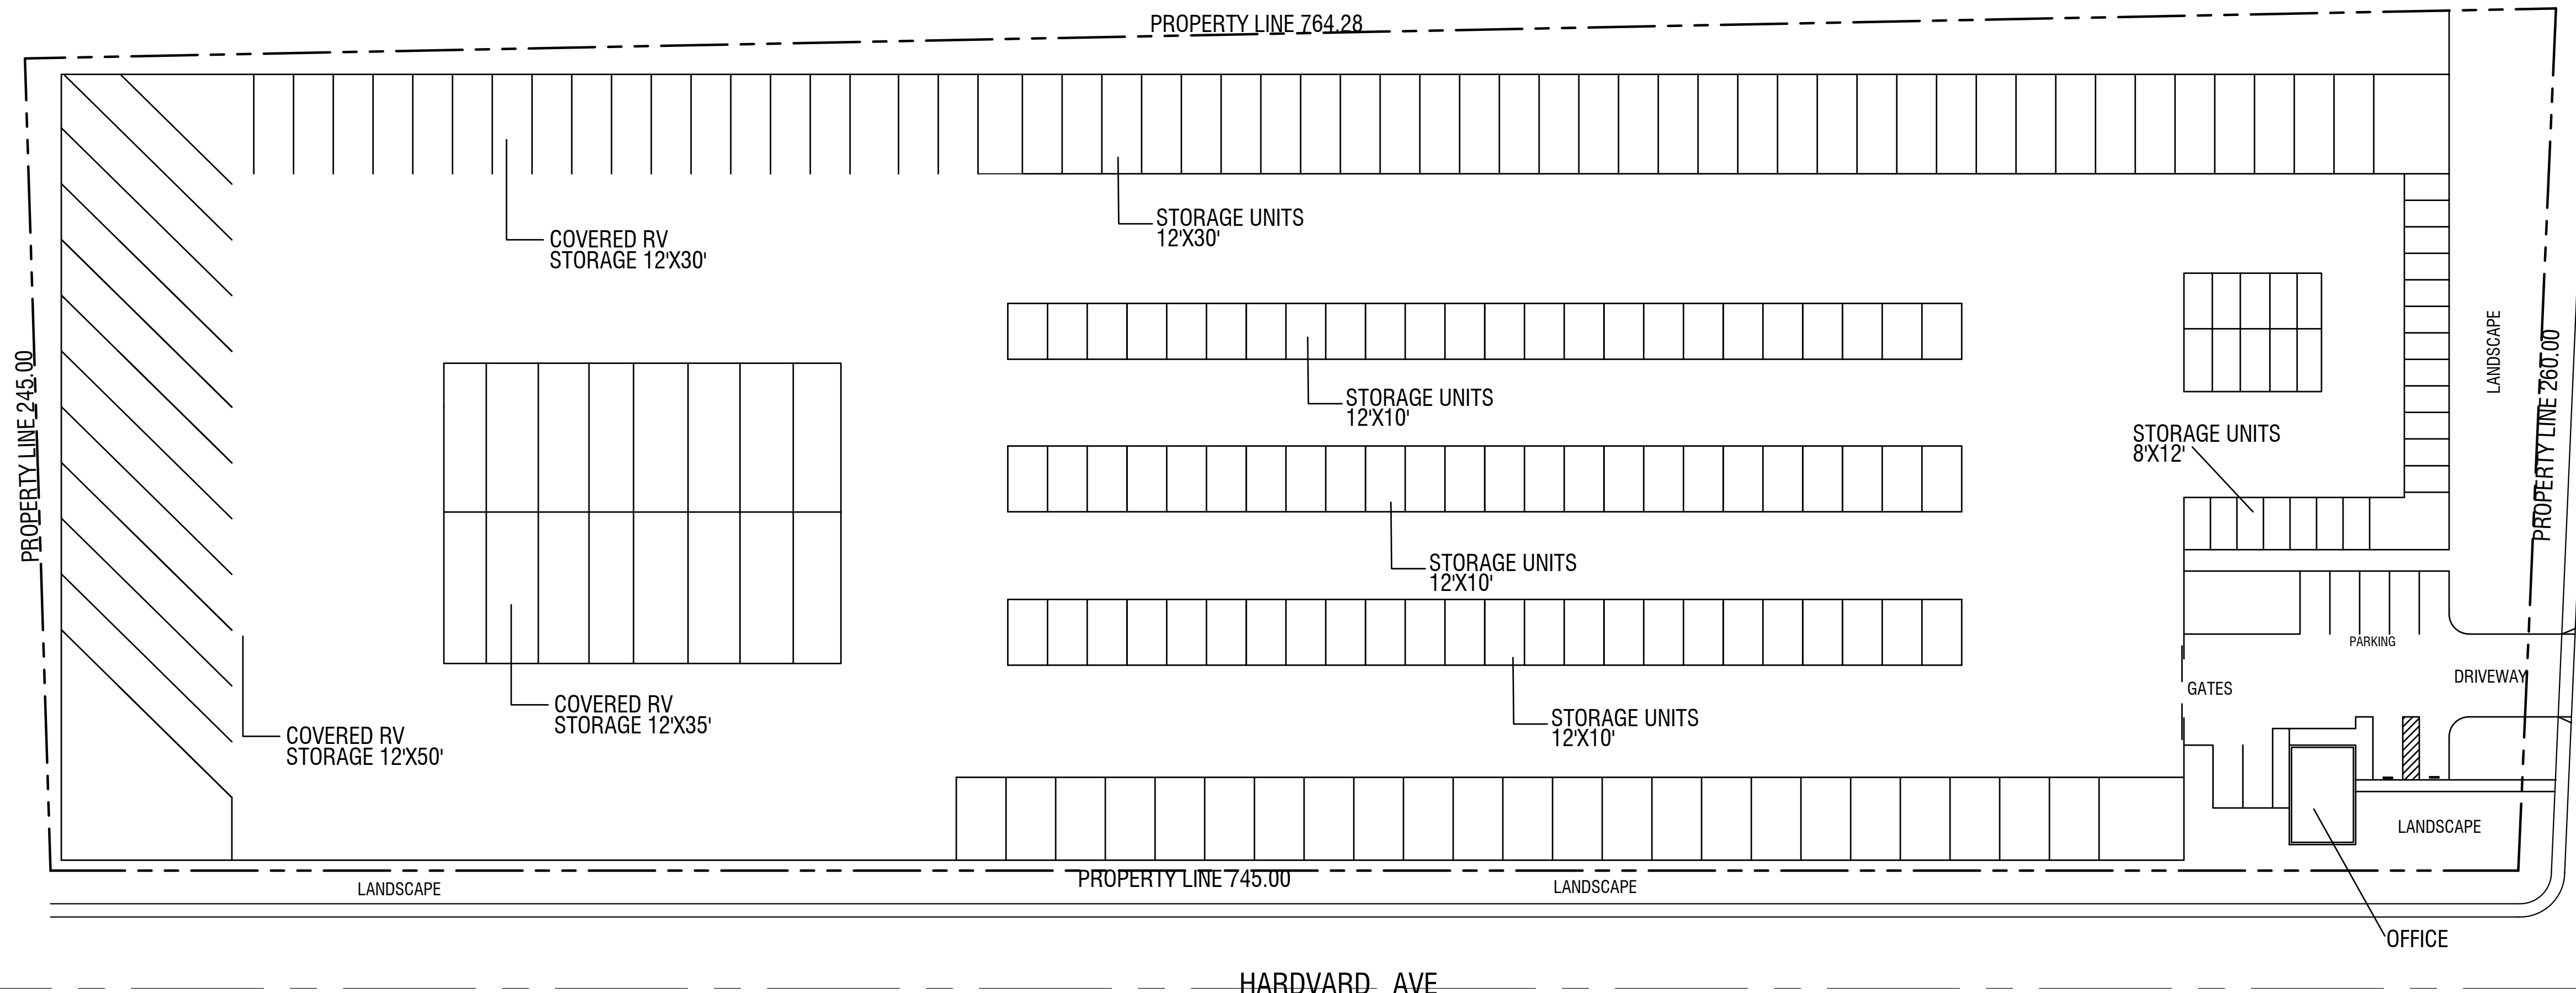 PROPERTY LINE 764.28
STORAGE UNITS
12'X30'
COVERED RV
STORAGE 12'X30'
LANDSCAPE
PROPERTY LINE 260.00
PROPERTY LINE 245.00
STORAGE UNITS
12'X10'
STORAGE UNITS
8'X12'
STORAGE UNITS
12'X10'
PARKING
DRIVEWAY
GATES
COVERED RV
STORAGE 12'X35'
STORAGE UNITS
12'X10'
COVERED RV
STORAGE 12'X50'
LANDSCAPE
PROPERTY LINE 745.00
LANDSCAPE
LANDSCAPE
OFFICE
HARDVARD AVE